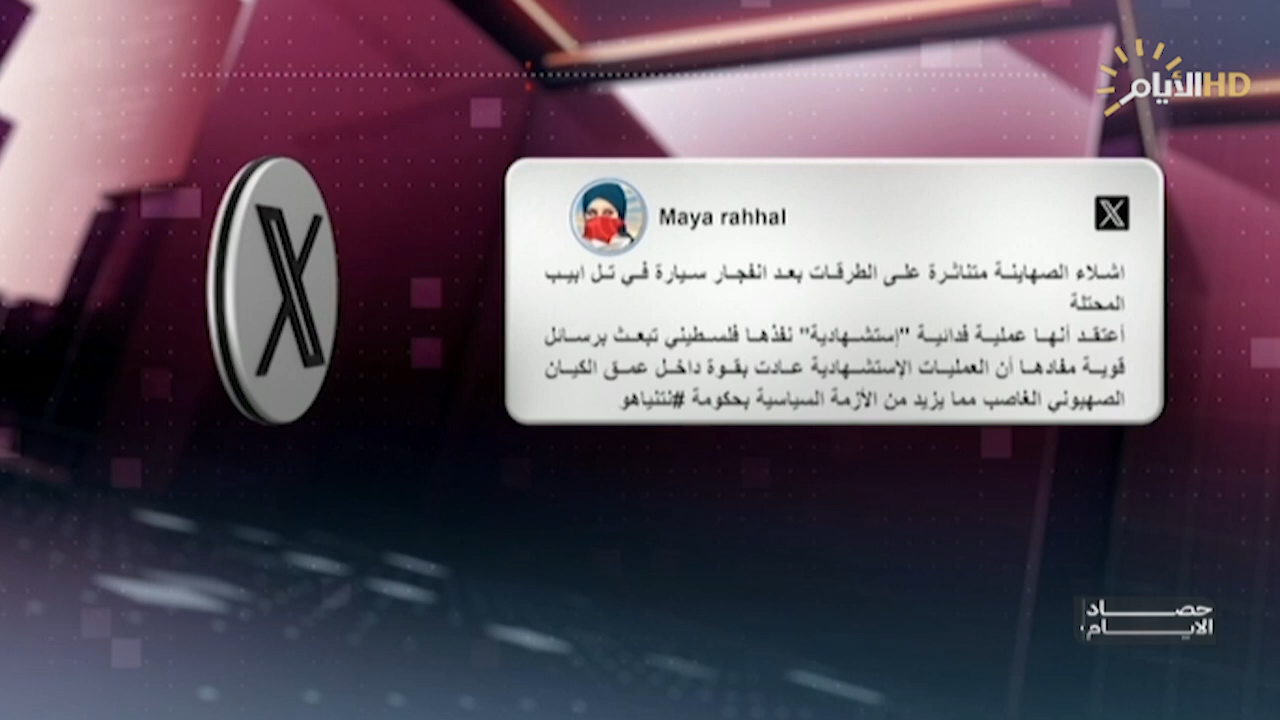 الأيام HD
Maya rahhal
اشلاء الصهاينة متناثرة على الطرقات بعد انفجار سيارة في تل ابيب
المحتلة
أعتقد أنها عملية فدائية "إستشهادية" نفذها فلسطيني تبعث برسائل
قوية مفادها أن العمليات الإستشهادية عادت بقوة داخل عمق الكيان
الصهيوني الغاصب مما يزيد من الأزمة السياسية بحكومة #نتنياهو
حصاد
الايام